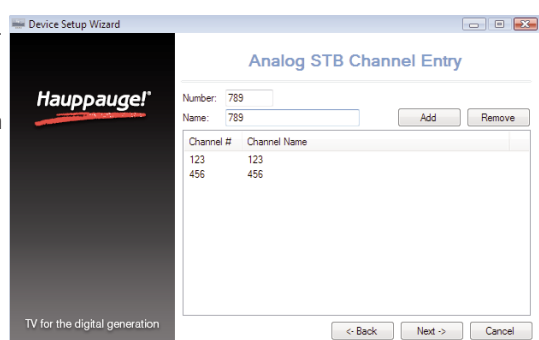 Device Setup Wizard
Hauppauge!
TV for the digital generation
Analog STB Channel Entry
Number: 789
Name: 789 Add Remove
Channel # Channel Name
123 123
456 456
<- Back Next -> Cancel